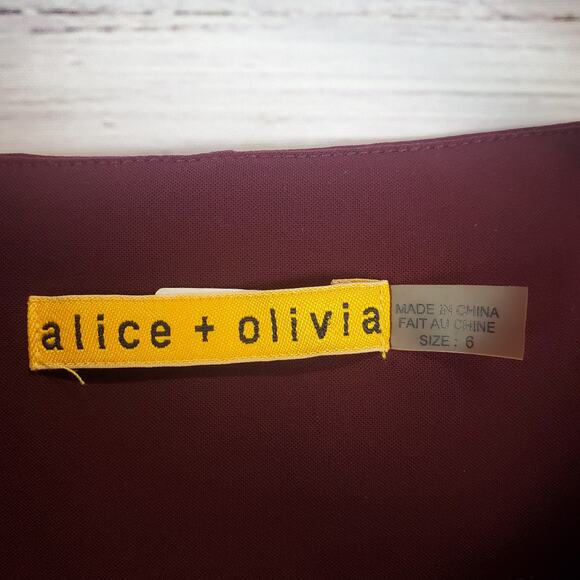 alice + olivia
MADE IN CHINA
FAIT AU CHINE
SIZE : 6